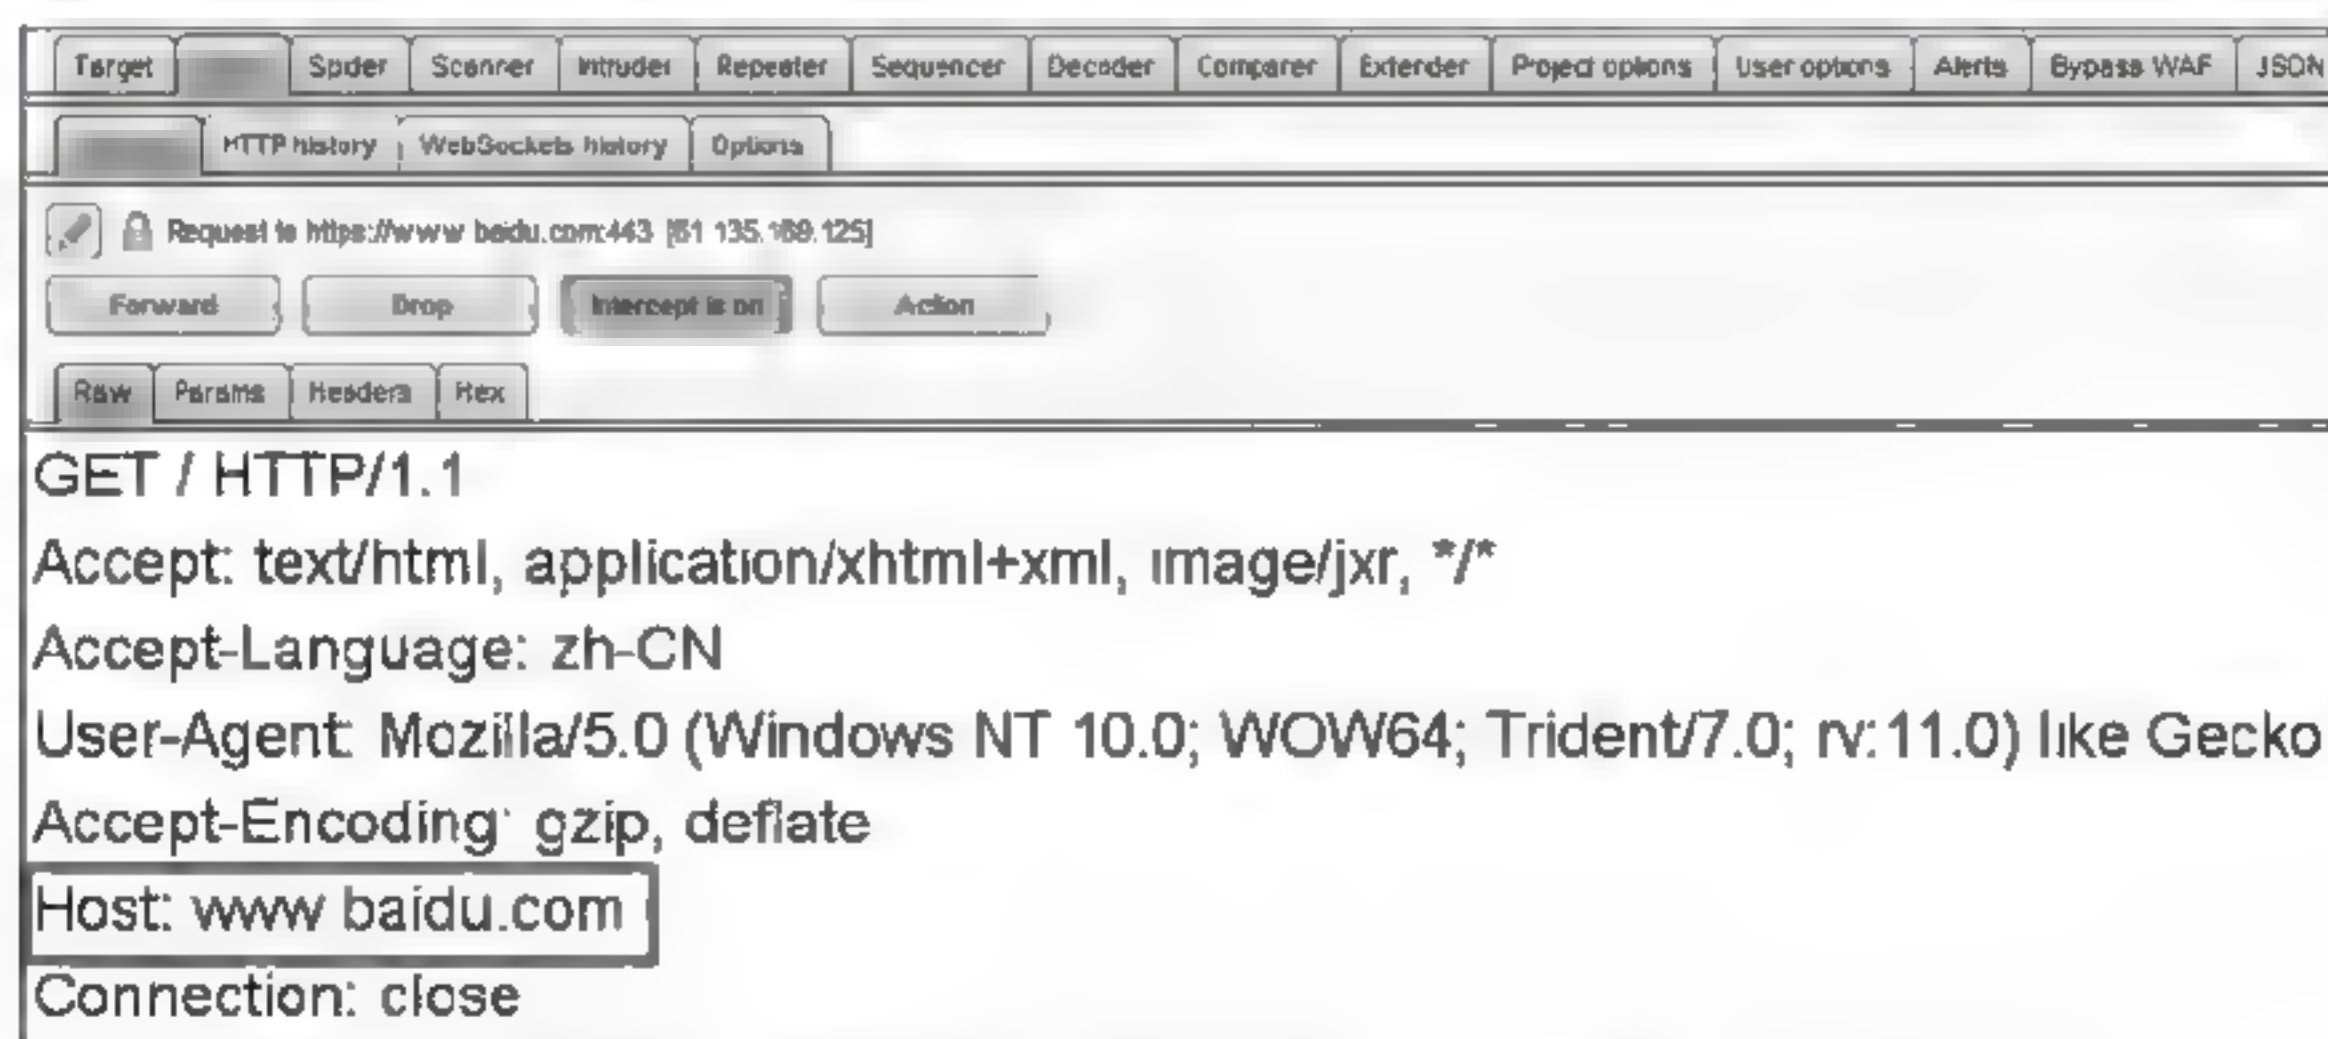 Target Spider Scanner Intruder Repeater Sequencer Decoder Comparer Extender Project options User options Alerts Bypass WAF JSON
HTTP history WebSockets history Options
Request to https://www.baidu.com:443 [61.135.169.125]
Forward Drop Intercept is on Action
Raw Params Headers Hex
GET / HTTP/1.1
Accept: text/html, application/xhtml+xml, image/jxr, */*
Accept-Language: zh-CN
User-Agent: Mozilla/5.0 (Windows NT 10.0; WOW64; Trident/7.0; rv:11.0) like Gecko
Accept-Encoding: gzip, deflate
Host: www.baidu.com
Connection: close